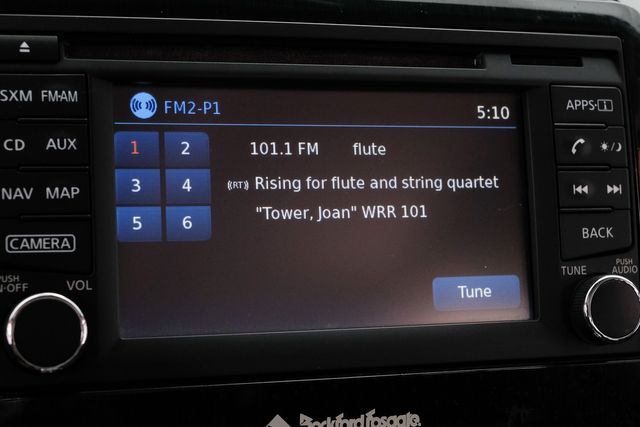 SXM FM·AM
CD AUX
NAV MAP
CAMERA
PUSH
VOL
FM2-P1
5:10
1 2
3 4
5 6
101.1 FM flute
(RT) Rising for flute and string quartet
"Tower, Joan" WRR 101
Tune
APPS·i
BACK
TUNE
PUSH
AUDIO
Rockford Fosgate